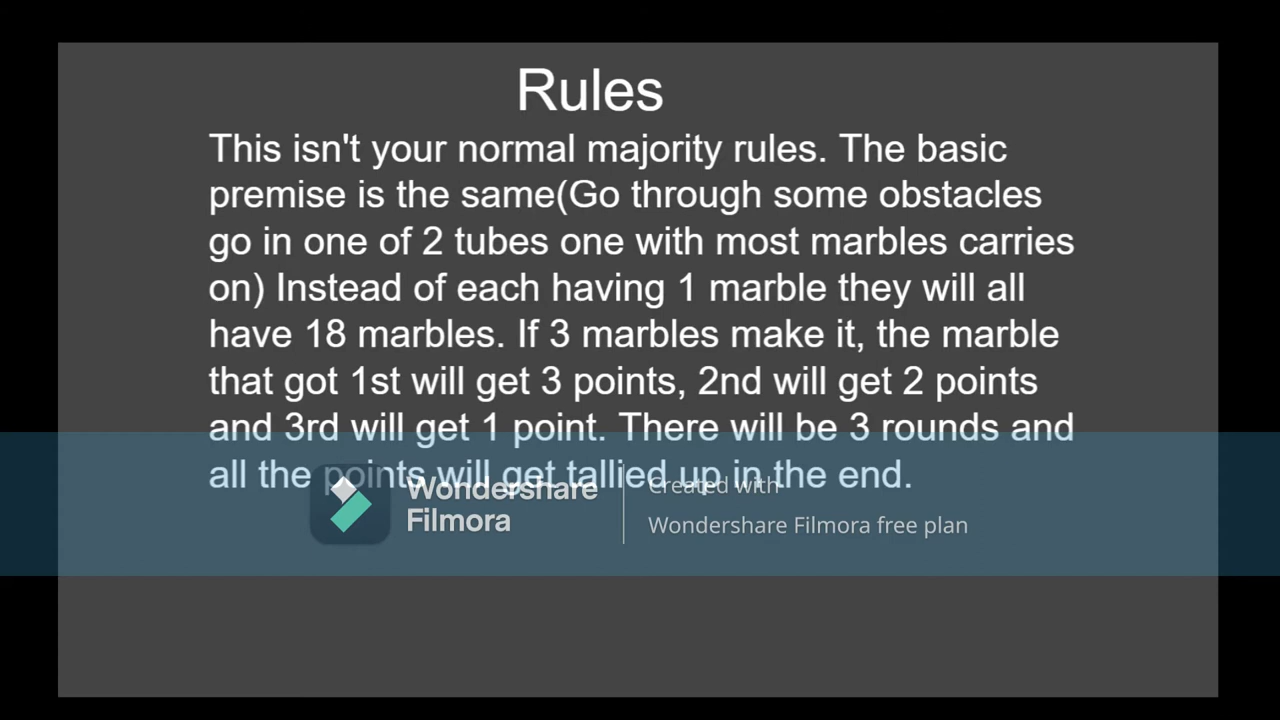 Rules
This isn't your normal majority rules. The basic
premise is the same(Go through some obstacles
go in one of 2 tubes one with most marbles carries
on) Instead of each having 1 marble they will all
have 18 marbles. If 3 marbles make it, the marble
that got 1st will get 3 points, 2nd will get 2 points
and 3rd will get 1 point. There will be 3 rounds and
all the points will get tallied up in the end.
Wondershare
Filmora
Created with
Wondershare Filmora free plan